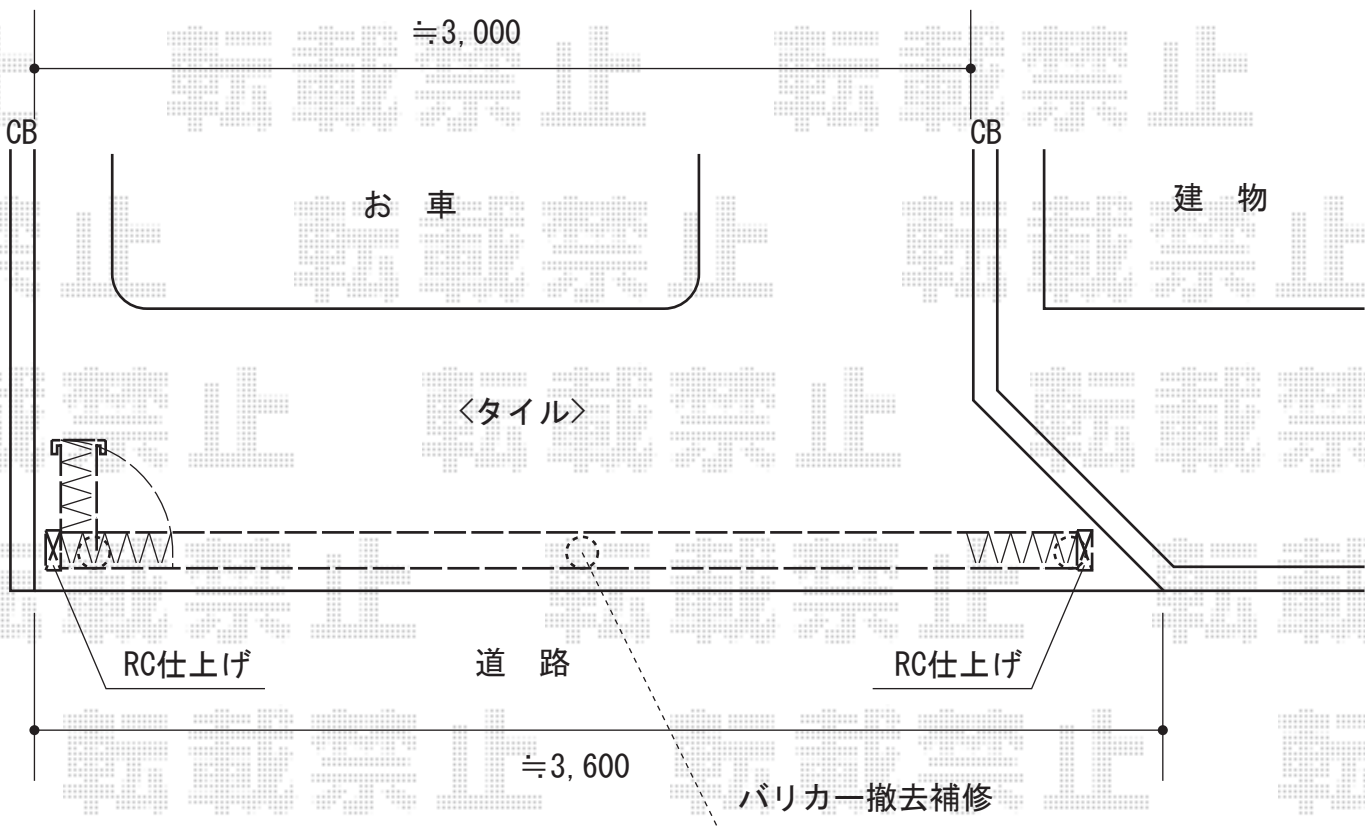 ≒3,000
CB
CB
お 車
建 物
<タイル>
RC仕上げ
道 路
RC仕上げ
≒3,600
バリカー撤去補修
転載禁止